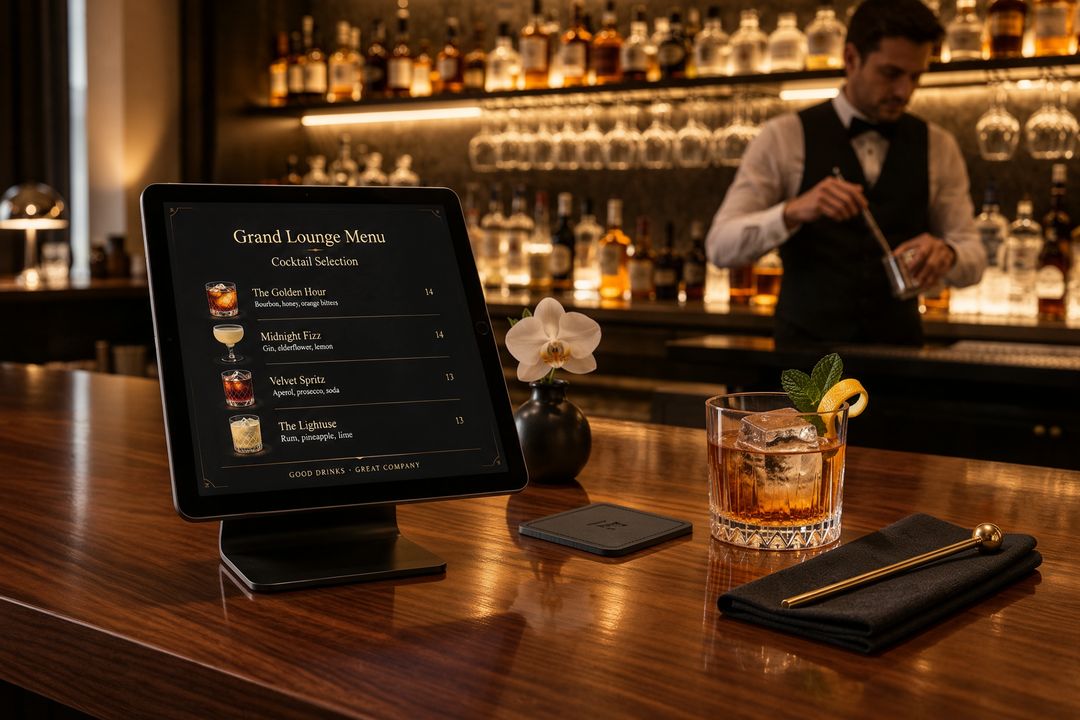 Grand Lounge Menu
Cocktail Selection
The Golden Hour 14
Bourbon, honey, orange bitters
Midnight Fizz 14
Gin, elderflower, lemon
Velvet Spritz 13
Aperol, prosecco, soda
The Lightuse 13
Rum, pineapple, lime
GOOD DRINKS · GREAT COMPANY